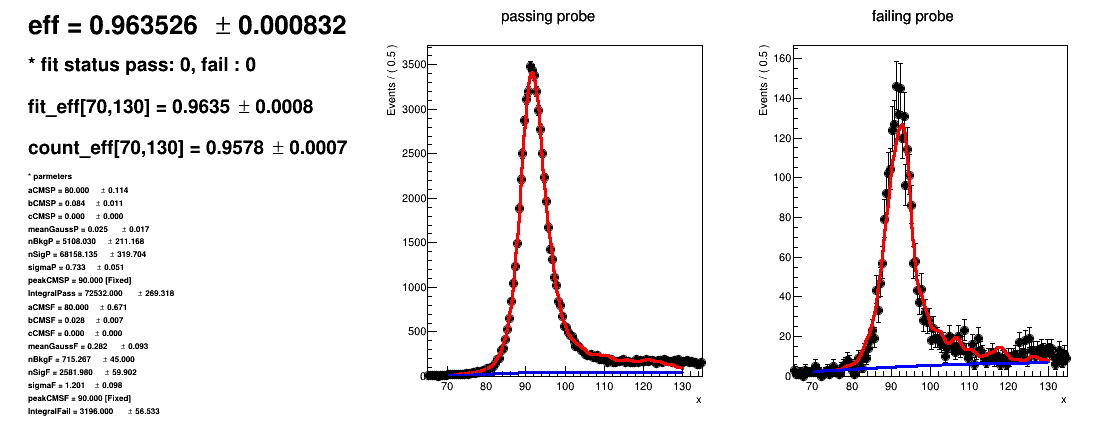 eff = 0.963526 ± 0.000832
* fit status pass: 0, fail : 0
fit_eff[70,130] = 0.9635 ± 0.0008
count_eff[70,130] = 0.9578 ± 0.0007
* parmeters
aCMSP = 80.000 ± 0.114
bCMSP = 0.084 ± 0.011
cCMSP = 0.000 ± 0.000
meanGaussP = 0.025 ± 0.017
nBkgP = 5108.030 ± 211.168
nSigP = 68158.135 ± 319.704
sigmaP = 0.733 ± 0.051
peakCMSP = 90.000 [Fixed]
IntegralPass = 72532.000 ± 269.318
aCMSF = 80.000 ± 0.671
bCMSF = 0.028 ± 0.007
cCMSF = 0.000 ± 0.000
meanGaussF = 0.282 ± 0.093
nBkgF = 715.267 ± 45.000
nSigF = 2581.980 ± 59.902
sigmaF = 1.201 ± 0.098
peakCMSF = 90.000 [Fixed]
IntegralFail = 3196.000 ± 56.533
passing probe
Events / ( 0.5 )
3500
3000
2500
2000
1500
1000
500
0
70 80 90 100 110 120 130
x
failing probe
Events / ( 0.5 )
160
140
120
100
80
60
40
20
0
70 80 90 100 110 120 130
x